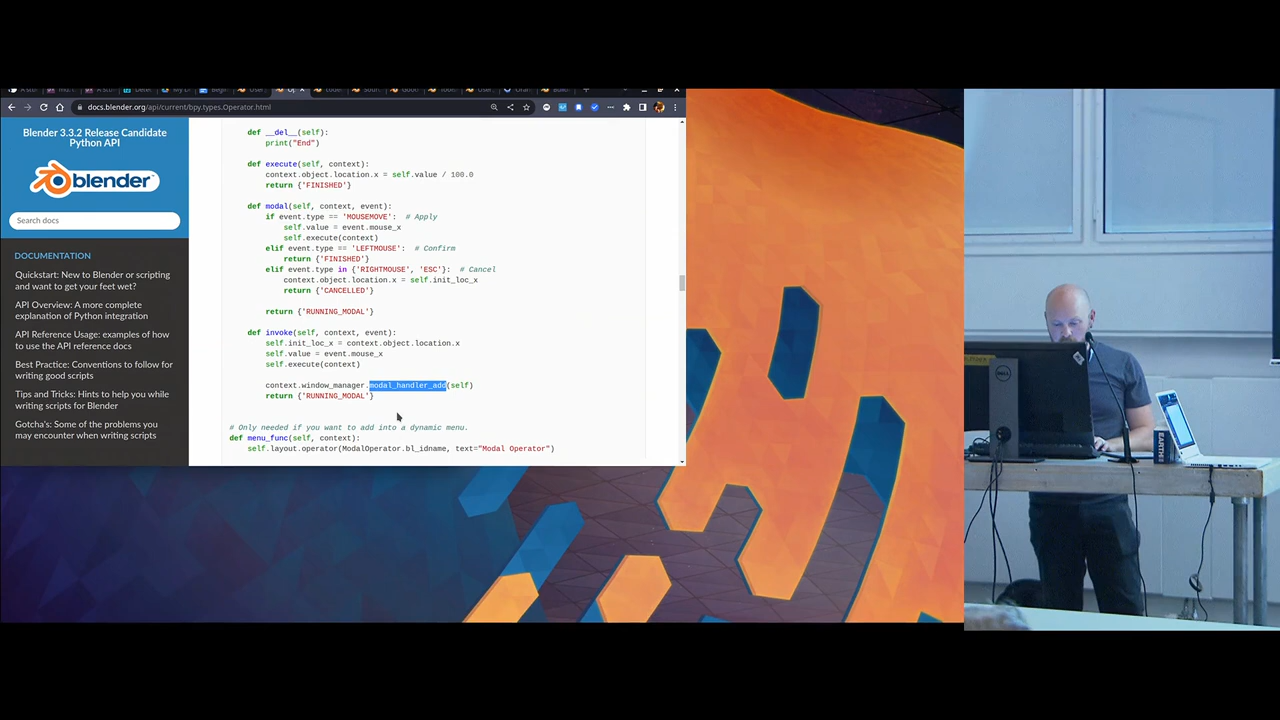 docs.blender.org/api/current/bpy.types.Operator.html
Blender 3.3.2 Release Candidate
Python API
blender
Search docs
DOCUMENTATION
Quickstart: New to Blender or scripting
and want to get your feet wet?
API Overview: A more complete
explanation of Python integration
API Reference Usage: examples of how
to use the API reference docs
Best Practice: Conventions to follow for
writing good scripts
Tips and Tricks: Hints to help you while
writing scripts for Blender
Gotcha's: Some of the problems you
may encounter when writing scripts
def __del__(self):
print("End")
def execute(self, context):
context.object.location.x = self.value / 100.0
return {'FINISHED'}
def modal(self, context, event):
if event.type == 'MOUSEMOVE':  # Apply
self.value = event.mouse_x
self.execute(context)
elif event.type == 'LEFTMOUSE':  # Confirm
return {'FINISHED'}
elif event.type in {'RIGHTMOUSE', 'ESC'}:  # Cancel
context.object.location.x = self.init_loc_x
return {'CANCELLED'}
return {'RUNNING_MODAL'}
def invoke(self, context, event):
self.init_loc_x = context.object.location.x
self.value = event.mouse_x
self.execute(context)
context.window_manager.modal_handler_add(self)
return {'RUNNING_MODAL'}
# Only needed if you want to add into a dynamic menu.
def menu_func(self, context):
self.layout.operator(ModalOperator.bl_idname, text="Modal Operator")
DELL
EARTH